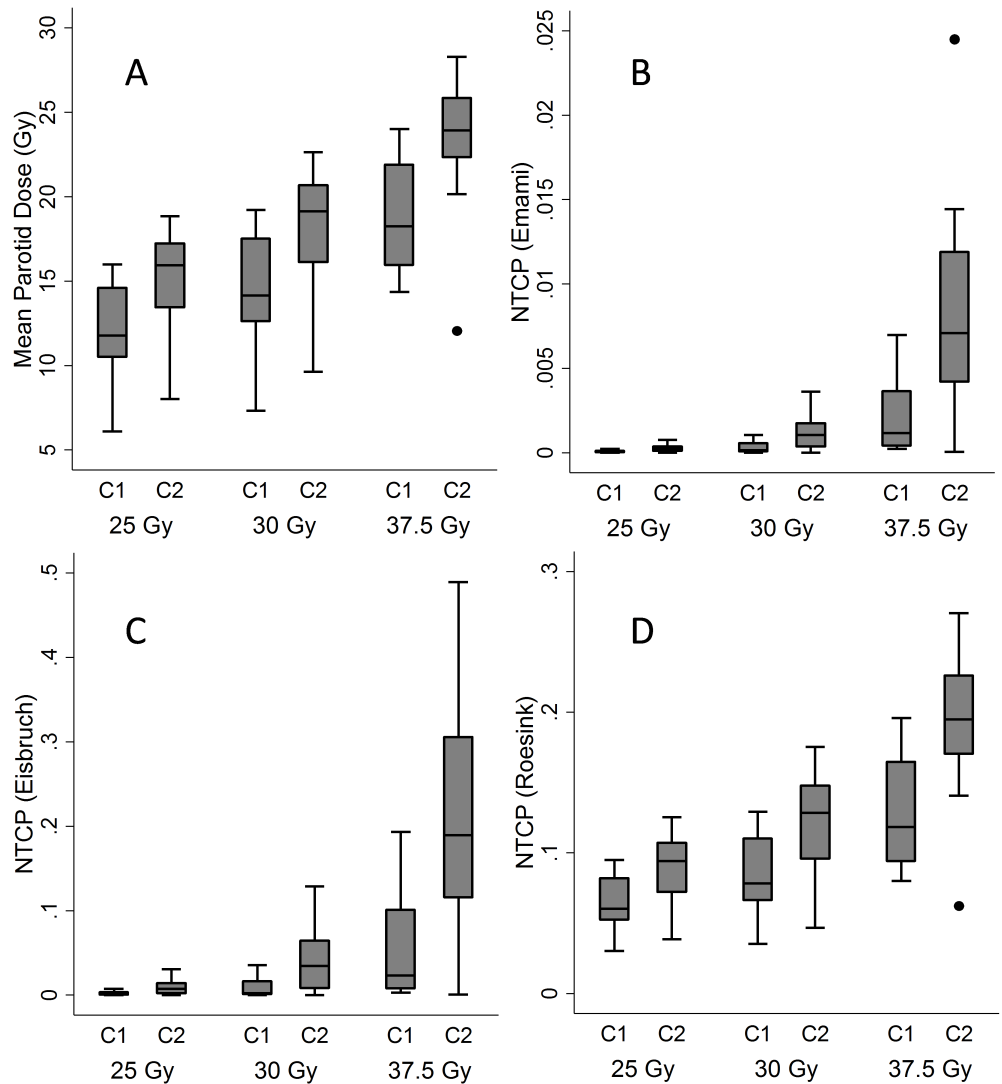 A
Mean Parotid Dose (Gy)
30
25
20
15
10
5
C1 C2 C1 C2 C1 C2
25 Gy 30 Gy 37.5 Gy
B
NTCP (Emami)
.025
.02
.015
.01
.005
0
C1 C2 C1 C2 C1 C2
25 Gy 30 Gy 37.5 Gy
C
NTCP (Eisbruch)
.5
.4
.3
.2
.1
0
C1 C2 C1 C2 C1 C2
25 Gy 30 Gy 37.5 Gy
D
NTCP (Roesink)
.3
.2
.1
0
C1 C2 C1 C2 C1 C2
25 Gy 30 Gy 37.5 Gy